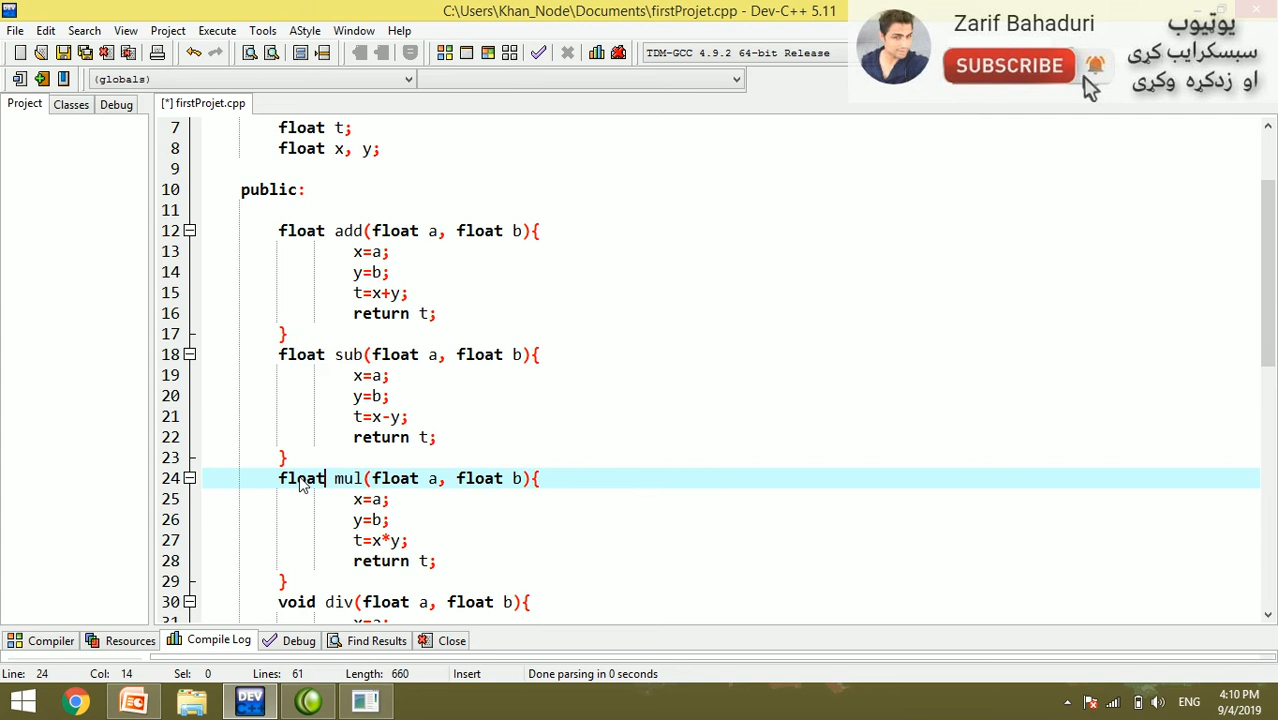 C:\Users\Khan_Node\Documents\firstProjet.cpp - Dev-C++ 5.11
File Edit Search View Project Execute Tools AStyle Window Help
TDM-GCC 4.9.2 64-bit Release
(globals)
Project Classes Debug [*] firstProjet.cpp
Zarif Bahaduri
SUBSCRIBE
یوټیوب
سبسکرایب کړی
او زدکړه وکړی
7 float t;
8 float x, y;
9
10 public:
11
12 float add(float a, float b){
13 x=a;
14 y=b;
15 t=x+y;
16 return t;
17 }
18 float sub(float a, float b){
19 x=a;
20 y=b;
21 t=x-y;
22 return t;
23 }
24 float mul(float a, float b){
25 x=a;
26 y=b;
27 t=x*y;
28 return t;
29 }
30 void div(float a, float b){
31 x=a;
Compiler Resources Compile Log Debug Find Results Close
Line: 24 Col: 14 Sel: 0 Lines: 61 Length: 660 Insert Done parsing in 0 seconds
DEV C++
ENG
4:10 PM
9/4/2019